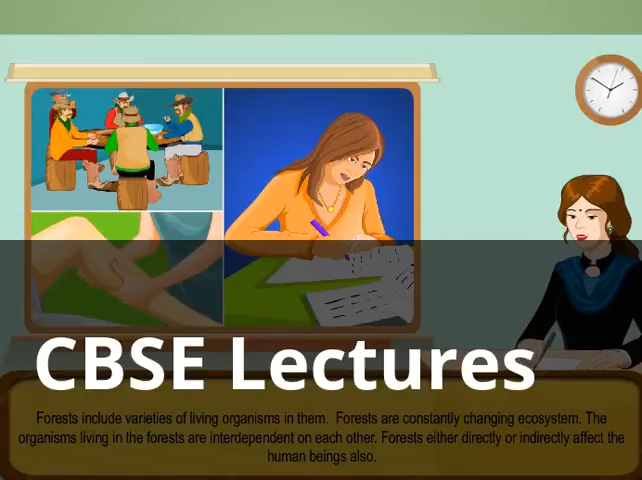 CBSE Lectures
Forests include varieties of living organisms in them. Forests are constantly changing ecosystem. The
organisms living in the forests are interdependent on each other. Forests either directly or indirectly affect the
human beings also.